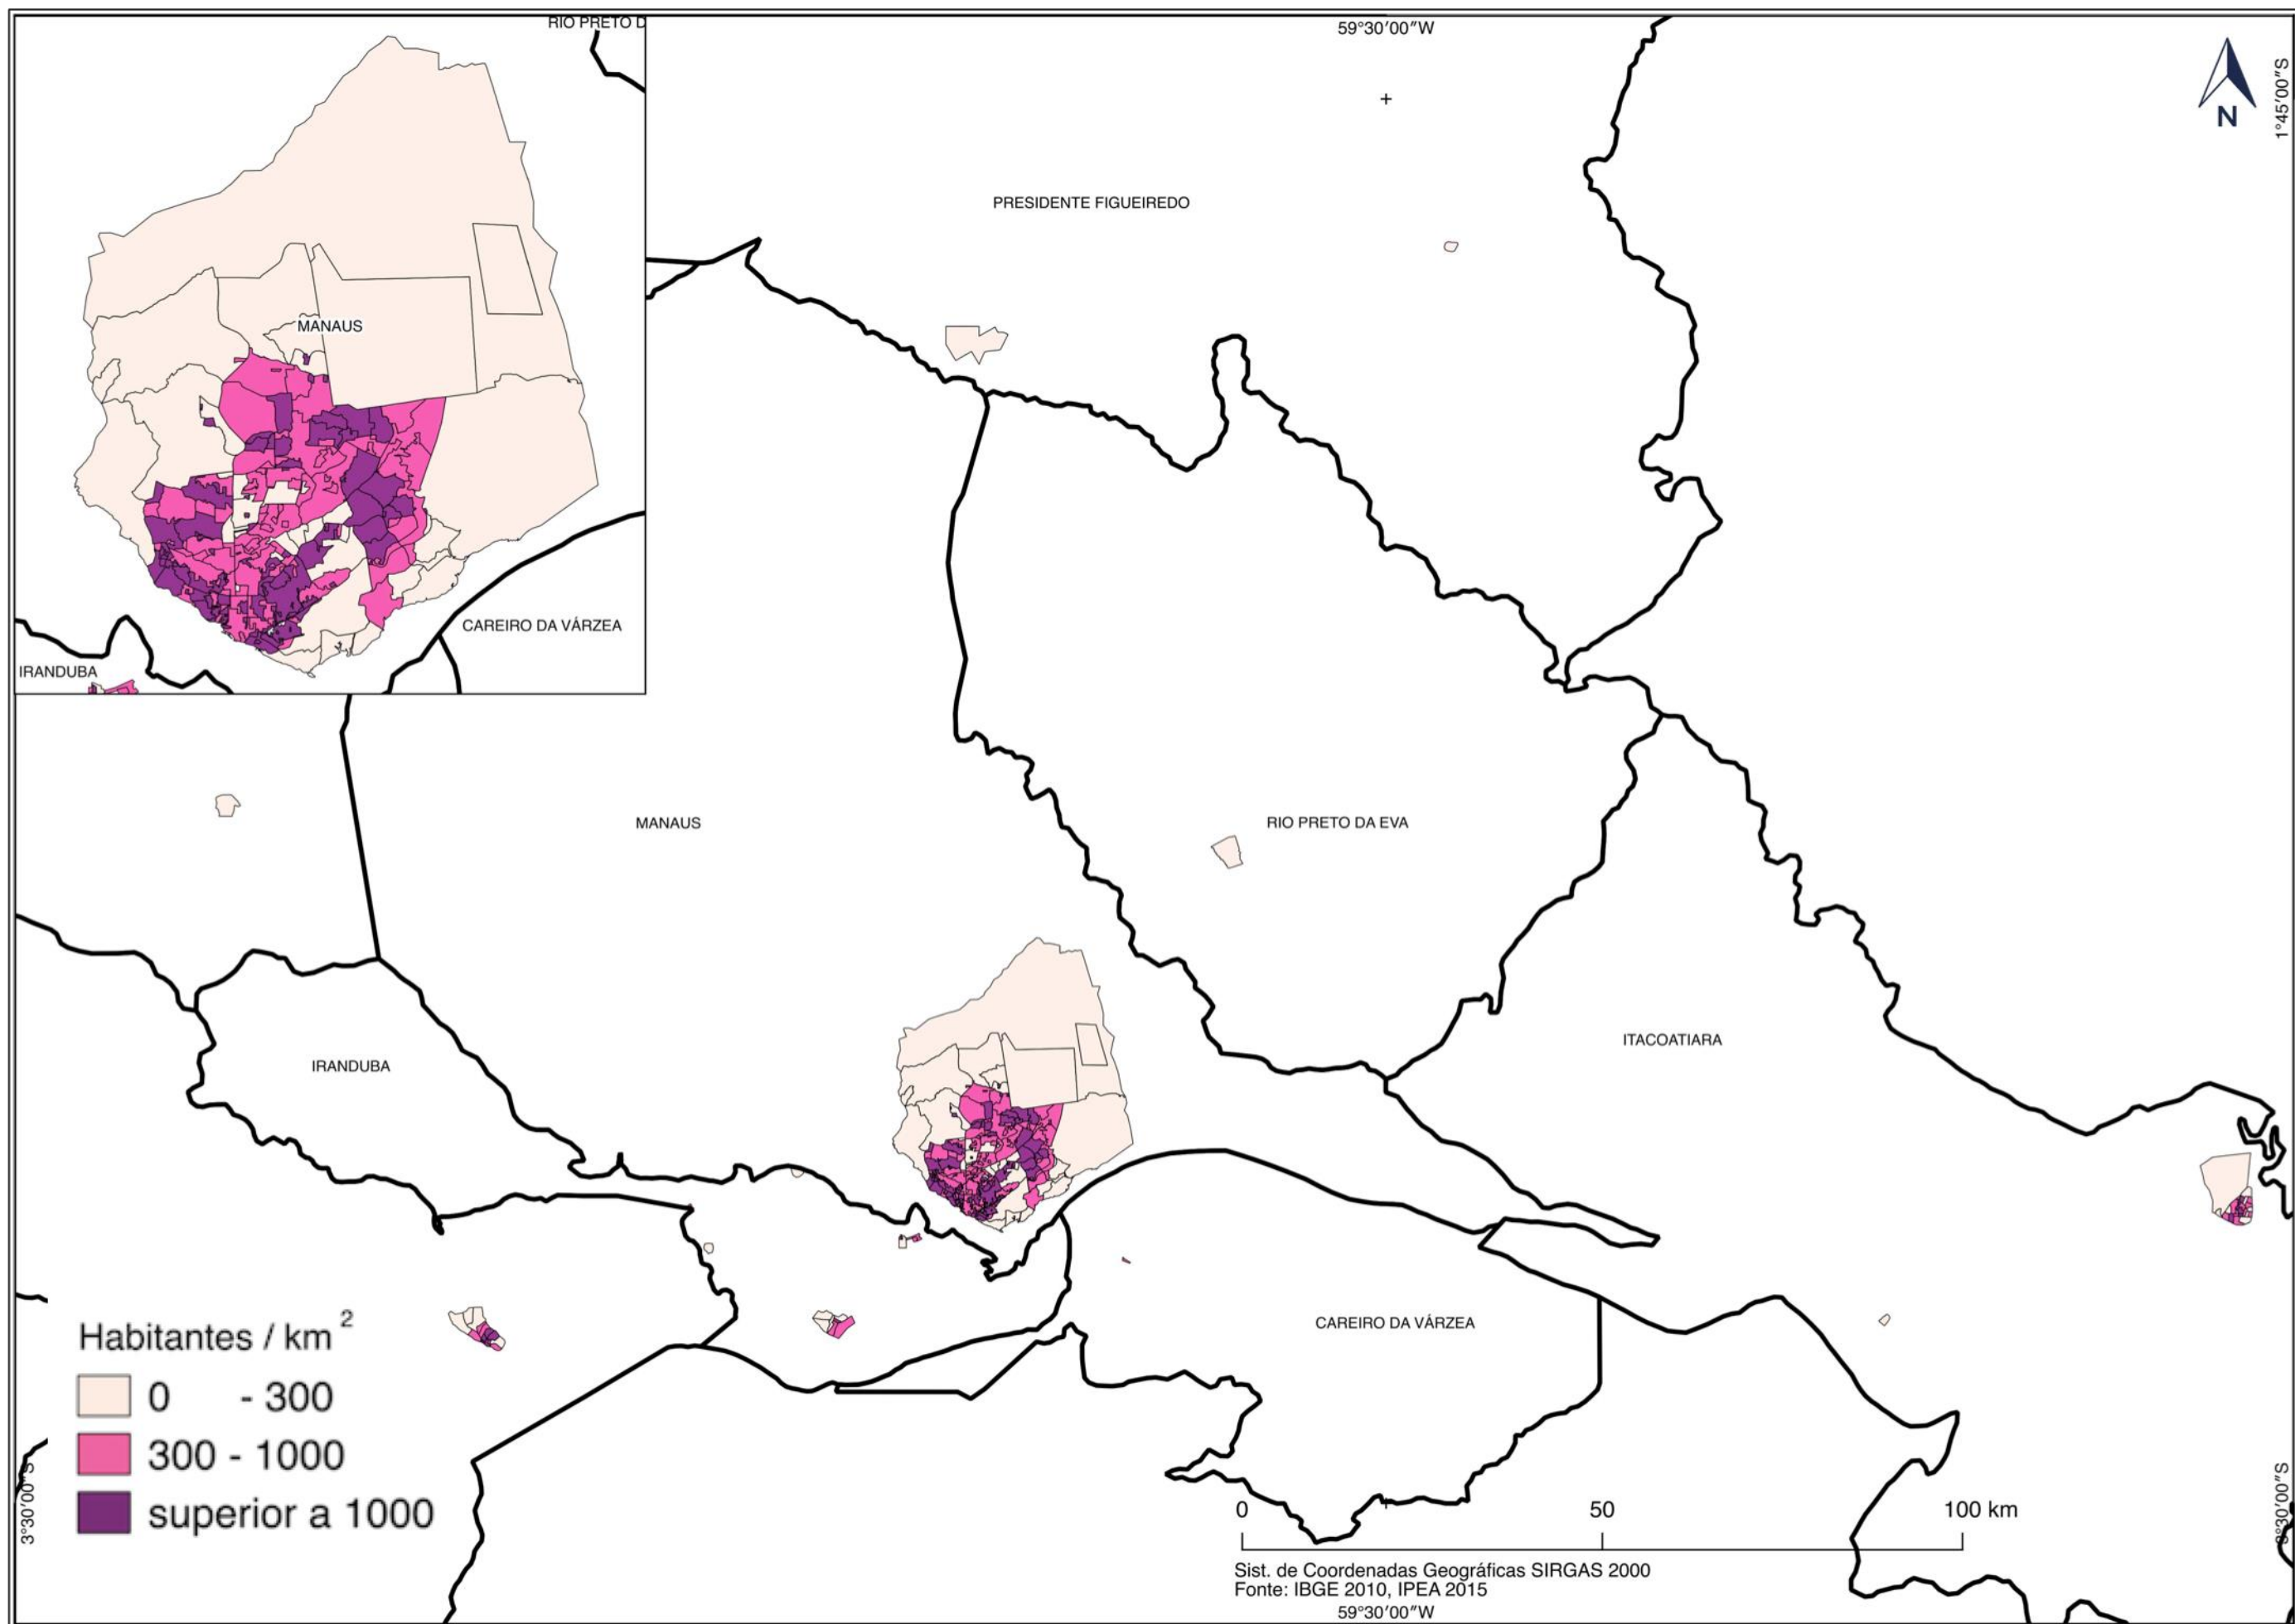 RIO PRETO D
59°30′00″W
1°45′00″S
N
PRESIDENTE FIGUEIREDO
MANAUS
CAREIRO DA VÁRZEA
IRANDUBA
MANAUS
RIO PRETO DA EVA
ITACOATIARA
IRANDUBA
CAREIRO DA VÁRZEA
Habitantes / km 2
0 - 300
300 - 1000
superior a 1000
3°30′00″S
3°30′00″S
0 50 100 km
Sist. de Coordenadas Geográficas SIRGAS 2000
Fonte: IBGE 2010, IPEA 2015
59°30′00″W